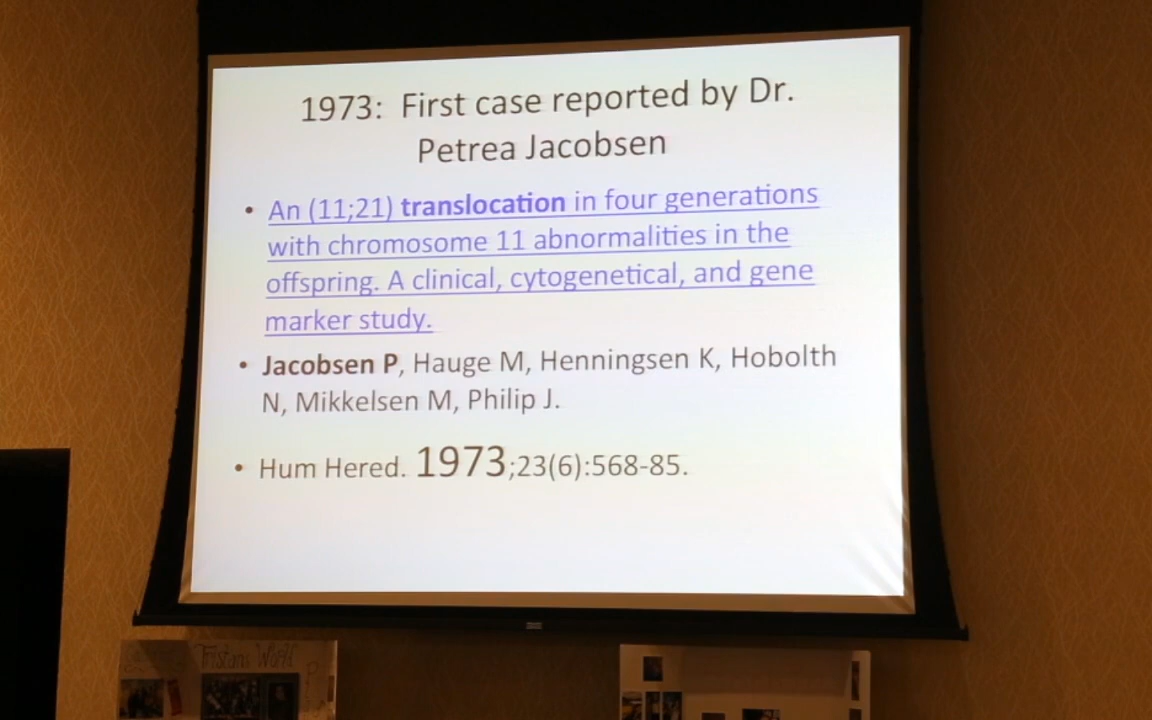 1973: First case reported by Dr.
Petrea Jacobsen
• An (11;21) translocation in four generations
with chromosome 11 abnormalities in the
offspring. A clinical, cytogenetical, and gene
marker study.
• Jacobsen P, Hauge M, Henningsen K, Hobolth
N, Mikkelsen M, Philip J.
• Hum Hered. 1973;23(6):568-85.
Tristans World